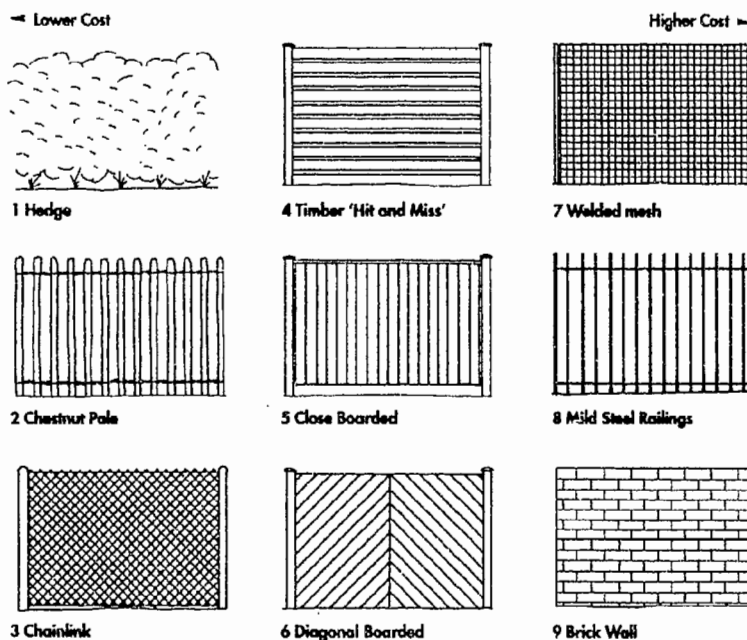 Lower Cost
Higher Cost
1 Hedge
4 Timber 'Hit and Miss'
7 Welded mesh
2 Chestnut Pale
5 Close Boarded
8 Mild Steel Railings
3 Chainlink
6 Diagonal Boarded
9 Brick Wall